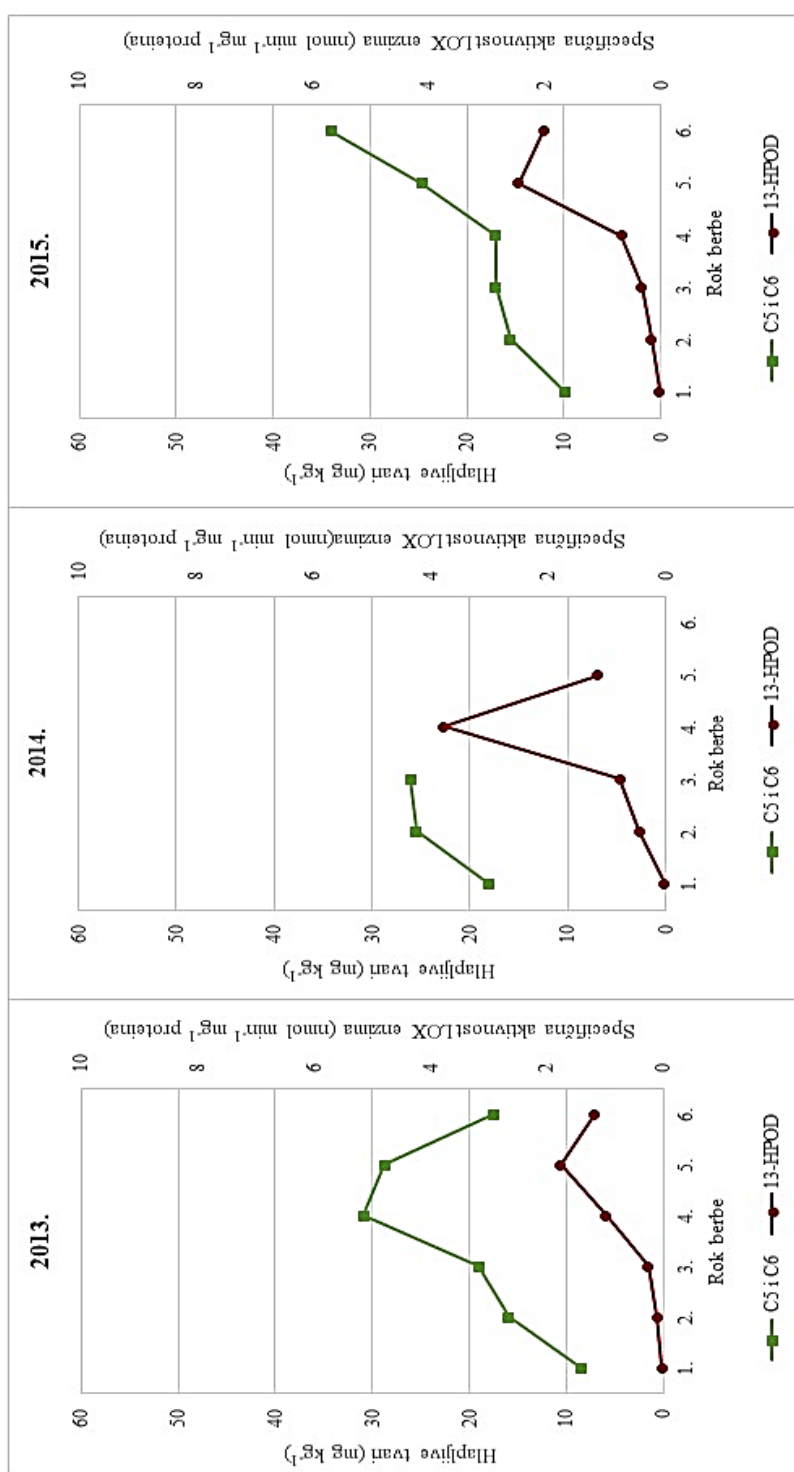 2013.
Hlapljive tvari (mg kg⁻¹)
60
50
40
30
20
10
0
1. 2. 3. 4. 5. 6.
Rok berbe
10
8
6
4
2
0
Specifična aktivnostLOX enzima (nmol min⁻¹ mg⁻¹ proteina)
C5 i C6 13-HPOD
2014.
Hlapljive tvari (mg kg⁻¹)
60
50
40
30
20
10
0
1. 2. 3. 4. 5. 6.
Rok berbe
10
8
6
4
2
0
Specifična aktivnostLOX enzima(nmol min⁻¹ mg⁻¹ proteina)
C5 i C6 13-HPOD
2015.
Hlapljive tvari (mg kg⁻¹)
60
50
40
30
20
10
0
1. 2. 3. 4. 5. 6.
Rok berbe
10
8
6
4
2
0
Specifična aktivnostLOX enzima (nmol min⁻¹ mg⁻¹ proteina)
C5 i C6 13-HPOD